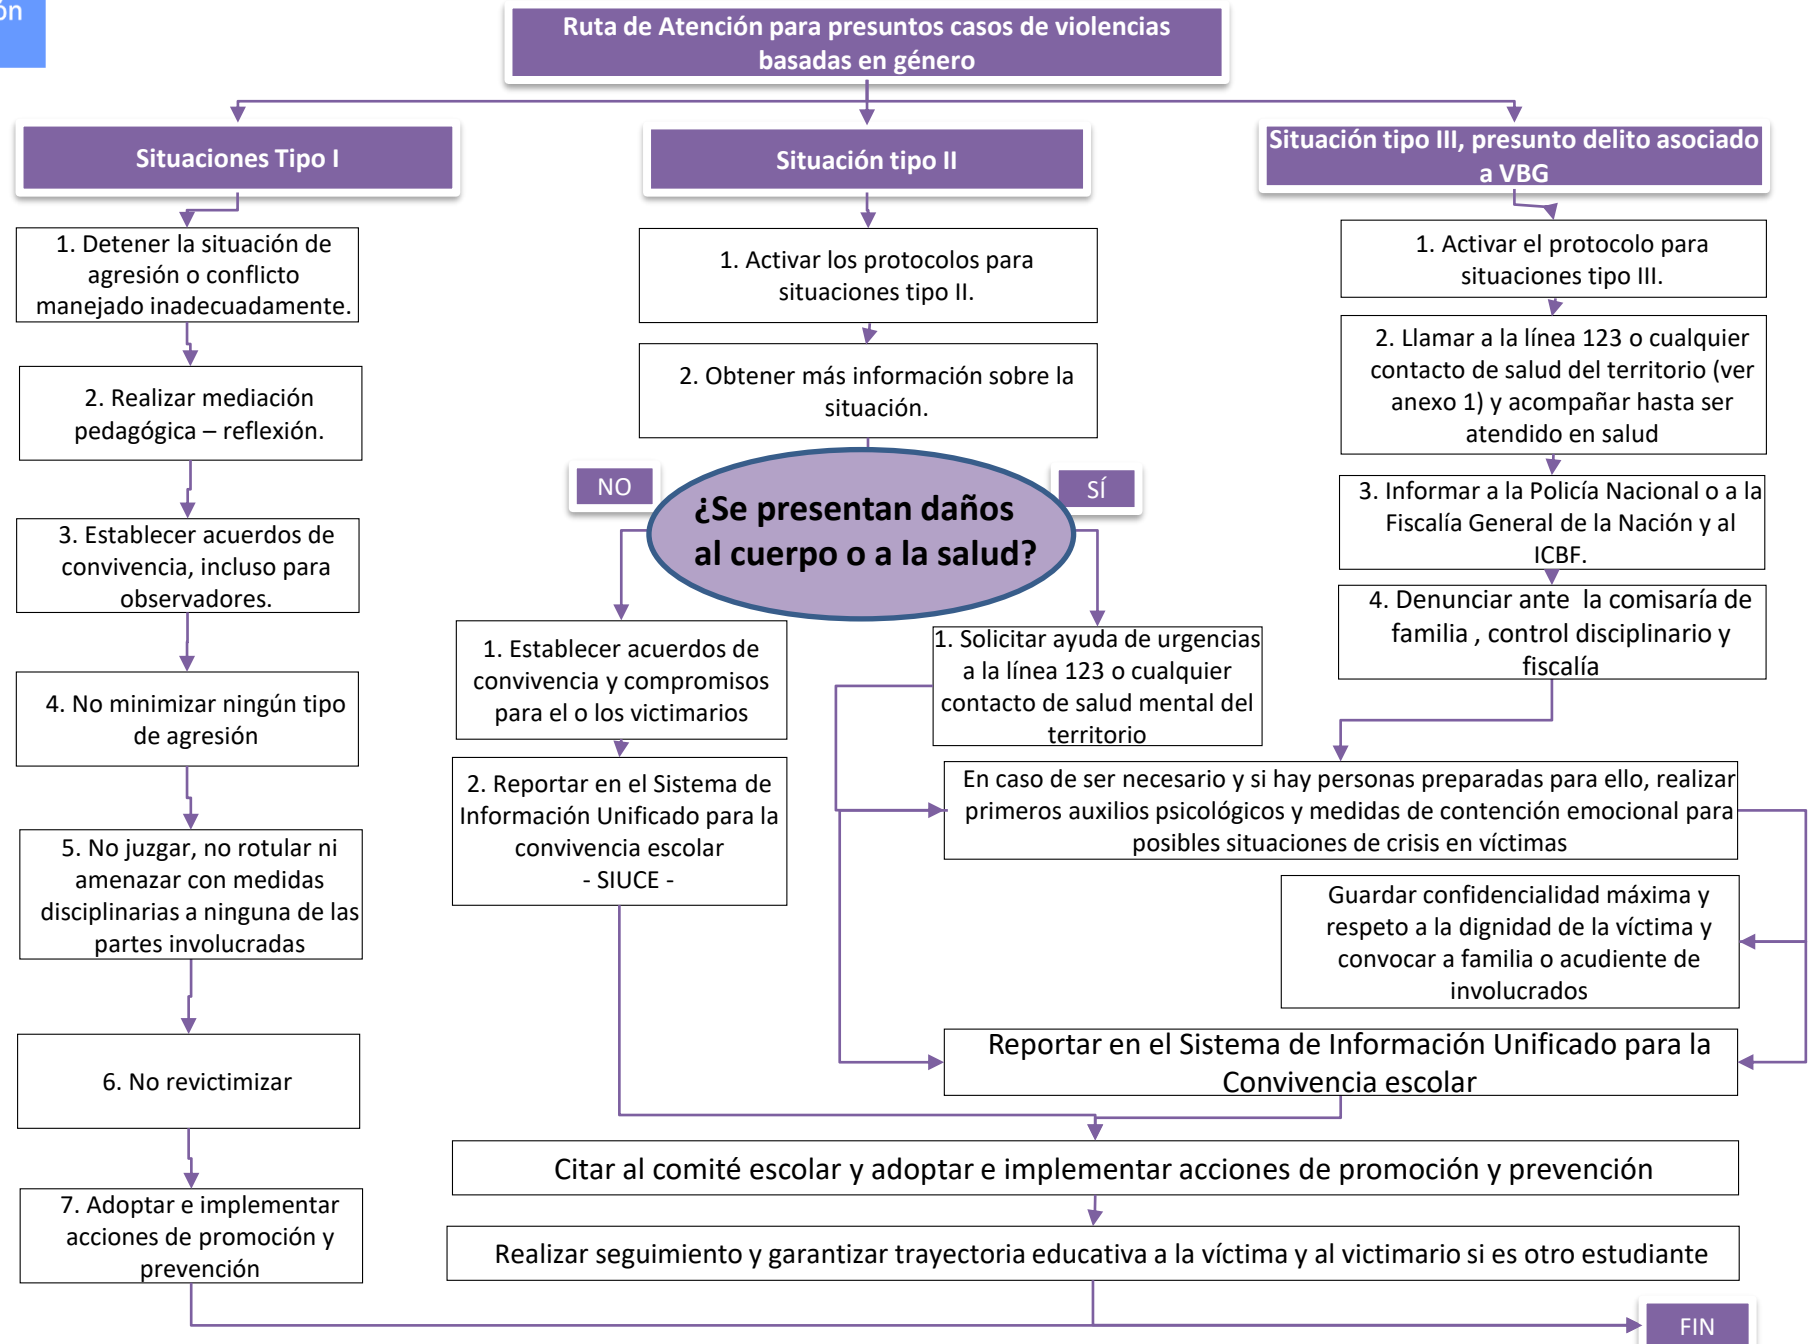 ón
Ruta de Atención para presuntos casos de violencias
basadas en género
Situaciones Tipo I
1. Detener la situación de
agresión o conflicto
manejado inadecuadamente.
2. Realizar mediación
pedagógica – reflexión.
3. Establecer acuerdos de
convivencia, incluso para
observadores.
4. No minimizar ningún tipo
de agresión
5. No juzgar, no rotular ni
amenazar con medidas
disciplinarias a ninguna de las
partes involucradas
6. No revictimizar
7. Adoptar e implementar
acciones de promoción y
prevención
Situación tipo II
1. Activar los protocolos para
situaciones tipo II.
2. Obtener más información sobre la
situación.
¿Se presentan daños
al cuerpo o a la salud?
NO
1. Establecer acuerdos de
convivencia y compromisos
para el o los victimarios
2. Reportar en el Sistema de
Información Unificado para la
convivencia escolar
- SIUCE -
SÍ
1. Solicitar ayuda de urgencias
a la línea 123 o cualquier
contacto de salud mental del
territorio
Situación tipo III, presunto delito asociado
a VBG
1. Activar el protocolo para
situaciones tipo III.
2. Llamar a la línea 123 o cualquier
contacto de salud del territorio (ver
anexo 1) y acompañar hasta ser
atendido en salud
3. Informar a la Policía Nacional o a la
Fiscalía General de la Nación y al
ICBF.
4. Denunciar ante  la comisaría de
familia , control disciplinario y
fiscalía
En caso de ser necesario y si hay personas preparadas para ello, realizar
primeros auxilios psicológicos y medidas de contención emocional para
posibles situaciones de crisis en víctimas
Guardar confidencialidad máxima y
respeto a la dignidad de la víctima y
convocar a familia o acudiente de
involucrados
Reportar en el Sistema de Información Unificado para la
Convivencia escolar
Citar al comité escolar y adoptar e implementar acciones de promoción y prevención
Realizar seguimiento y garantizar trayectoria educativa a la víctima y al victimario si es otro estudiante
FIN